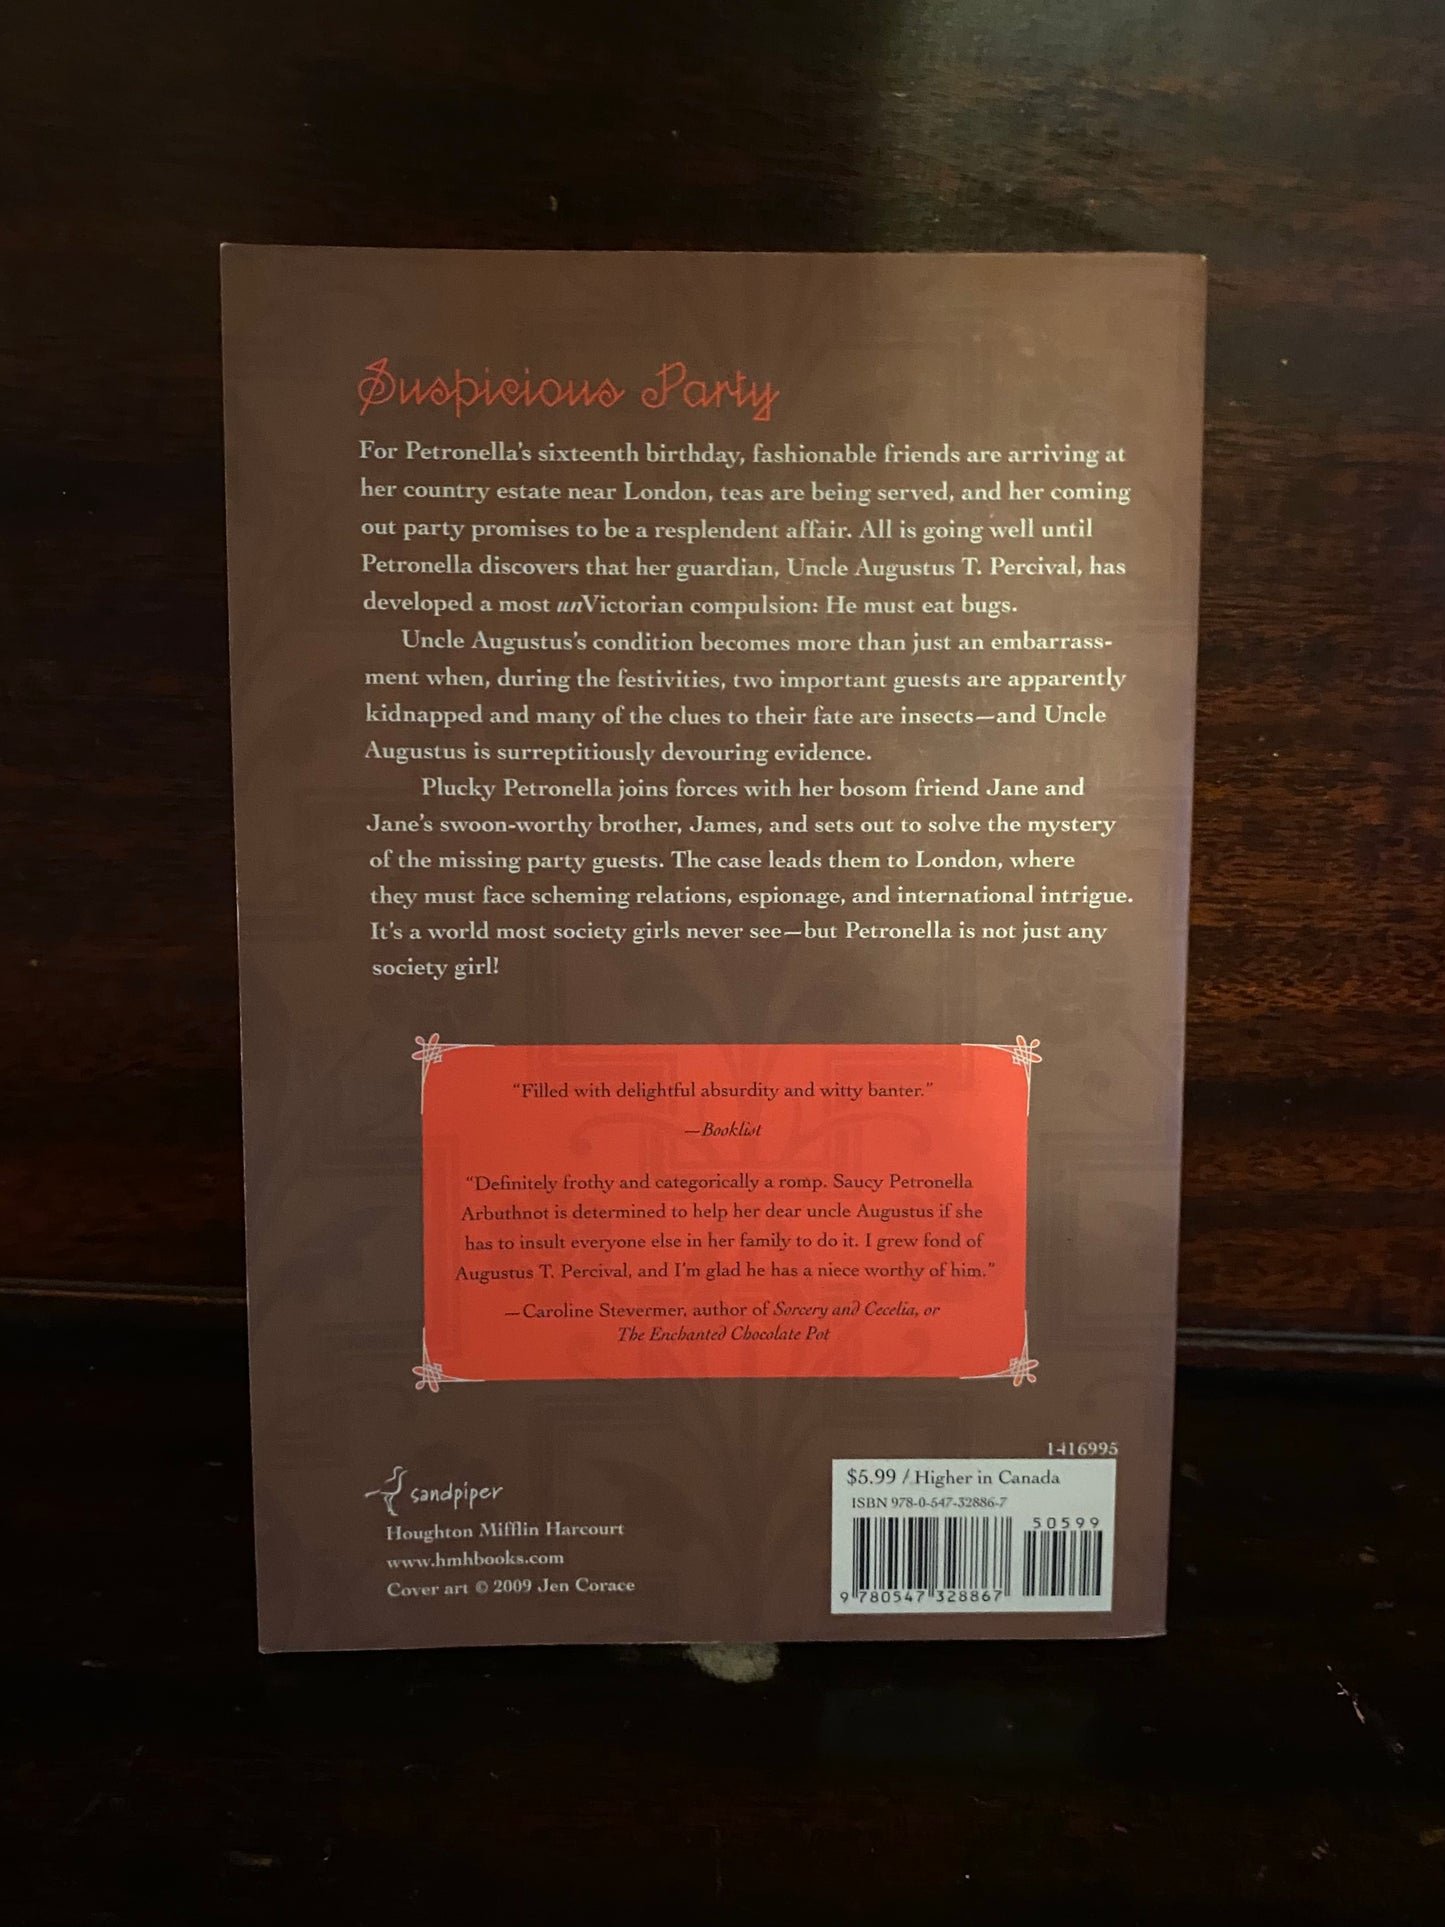 Suspicious Party
For Petronella's sixteenth birthday, fashionable friends are arriving at
her country estate near London, teas are being served, and her coming
out party promises to be a resplendent affair. All is going well until
Petronella discovers that her guardian, Uncle Augustus T. Percival, has
developed a most unVictorian compulsion: He must eat bugs.
Uncle Augustus's condition becomes more than just an embarrass-
ment when, during the festivities, two important guests are apparently
kidnapped and many of the clues to their fate are insects—and Uncle
Augustus is surreptitiously devouring evidence.
Plucky Petronella joins forces with her bosom friend Jane and
Jane's swoon-worthy brother, James, and sets out to solve the mystery
of the missing party guests. The case leads them to London, where
they must face scheming relations, espionage, and international intrigue.
It's a world most society girls never see—but Petronella is not just any
society girl!
"Filled with delightful absurdity and witty banter."
—Booklist
"Definitely frothy and categorically a romp. Saucy Petronella
Arbuthnot is determined to help her dear uncle Augustus if she
has to insult everyone else in her family to do it. I grew fond of
Augustus T. Percival, and I'm glad he has a niece worthy of him."
—Caroline Stevermer, author of Sorcery and Cecelia, or
The Enchanted Chocolate Pot
sandpiper
Houghton Mifflin Harcourt
www.hmhbooks.com
Cover art © 2009 Jen Corace
1416995
$5.99 / Higher in Canada
ISBN 978-0-547-32886-7
50599
9 780547 328867